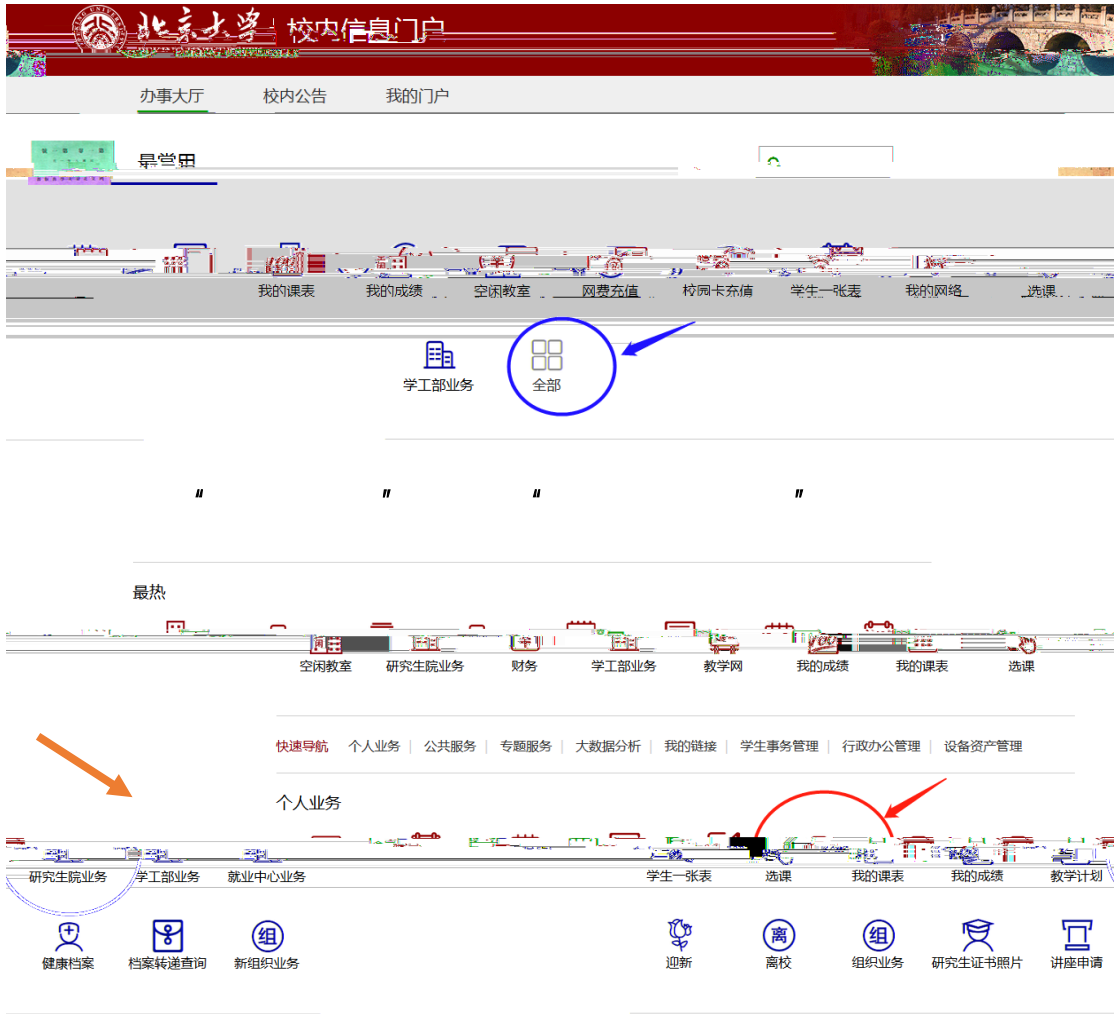 北京大学 校内信息门户
办事大厅 校内公告 我的门户
最常用
我的课表 我的成绩 空闲教室 网费充值 校园卡充值 学生一张表 我的网络 选课
学工部业务 全部
“ ” “ ”
最热
空闲教室 研究生院业务 财务 学工部业务 教学网 我的成绩 我的课表 选课
快速导航 个人业务 | 公共服务 | 专题服务 | 大数据分析 | 我的链接 | 学生事务管理 | 行政办公管理 | 设备资产管理
个人业务
研究生院业务 学工部业务 就业中心业务 学生一张表 选课 我的课表 我的成绩 教学计划
组 离 组
健康档案 档案转递查询 新组织业务 迎新 离校 组织业务 研究生证书照片 讲座申请